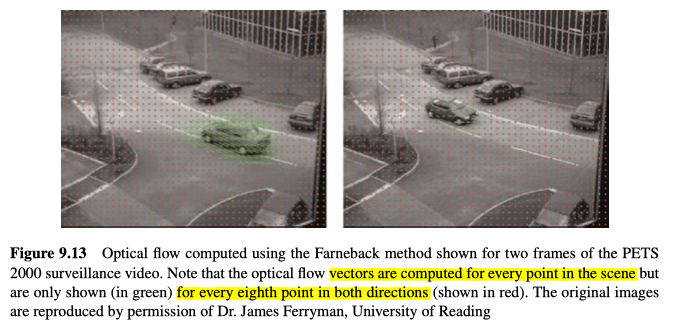 Figure 9.13 Optical flow computed using the Farneback method shown for two frames of the PETS
2000 surveillance video. Note that the optical flow vectors are computed for every point in the scene but
are only shown (in green) for every eighth point in both directions (shown in red). The original images
are reproduced by permission of Dr. James Ferryman, University of Reading